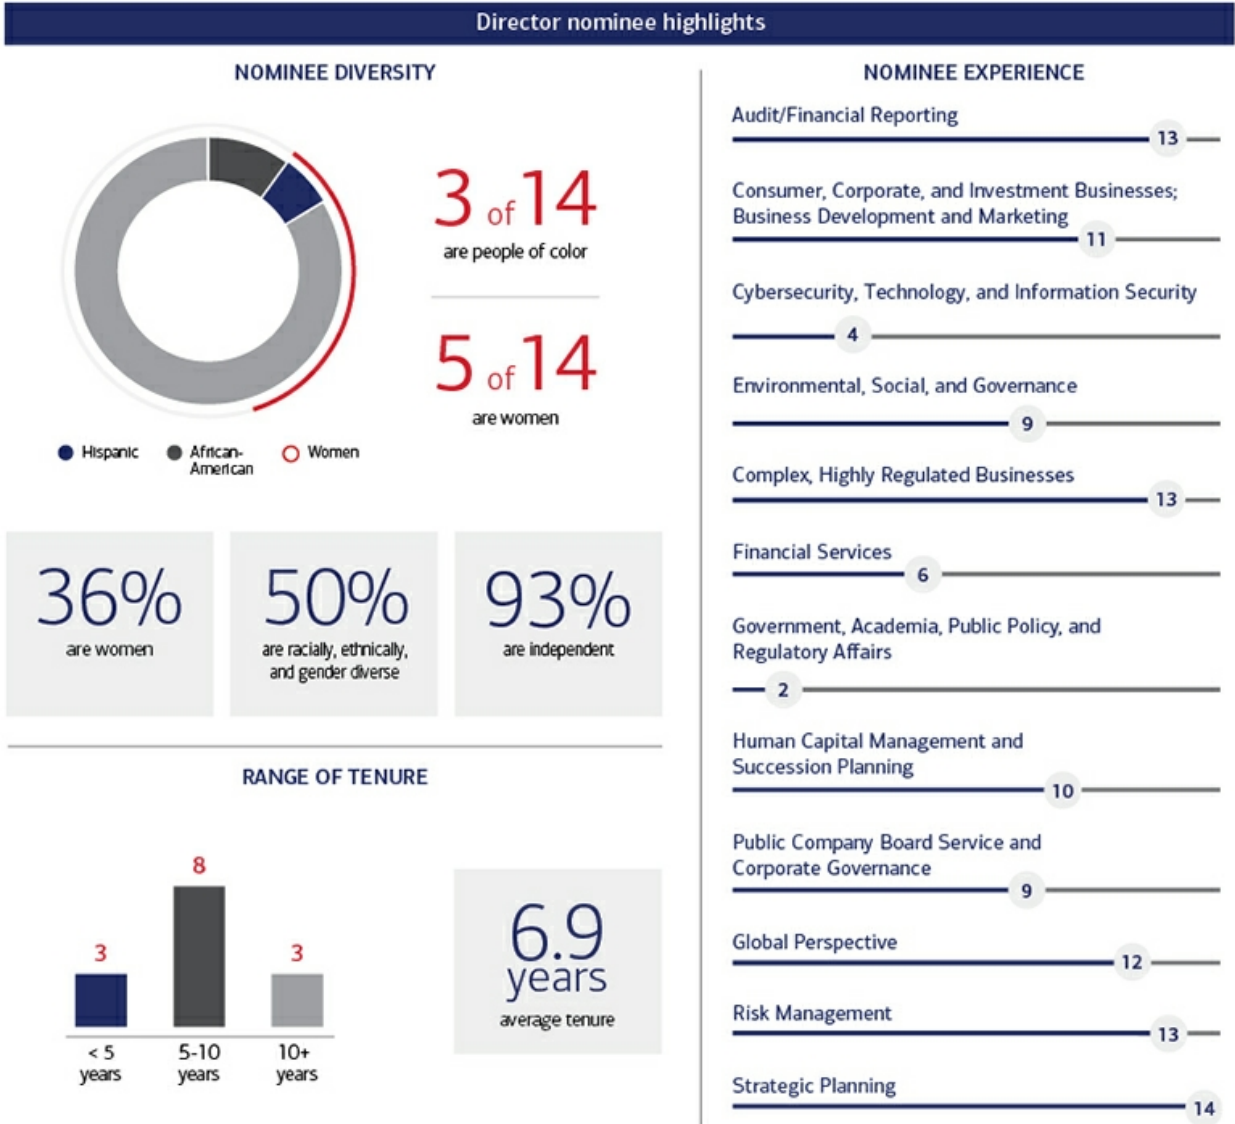 Director nominee highlights
NOMINEE DIVERSITY
3 of 14
are people of color
5 of 14
are women
Hispanic
African-
American
Women
36%
are women
50%
are racially, ethnically,
and gender diverse
93%
are independent
RANGE OF TENURE
3
8
3
< 5
years
5-10
years
10+
years
6.9
years
average tenure
NOMINEE EXPERIENCE
Audit/Financial Reporting
13
Consumer, Corporate, and Investment Businesses;
Business Development and Marketing
11
Cybersecurity, Technology, and Information Security
4
Environmental, Social, and Governance
9
Complex, Highly Regulated Businesses
13
Financial Services
6
Government, Academia, Public Policy, and
Regulatory Affairs
2
Human Capital Management and
Succession Planning
10
Public Company Board Service and
Corporate Governance
9
Global Perspective
12
Risk Management
13
Strategic Planning
14